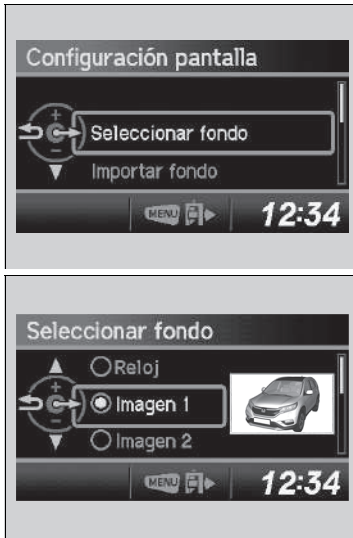 Configuración pantalla
+
Seleccionar fondo
–
Importar fondo
MENU
12:34
Seleccionar fondo
Reloj
+
Imagen 1
–
Imagen 2
MENU
12:34